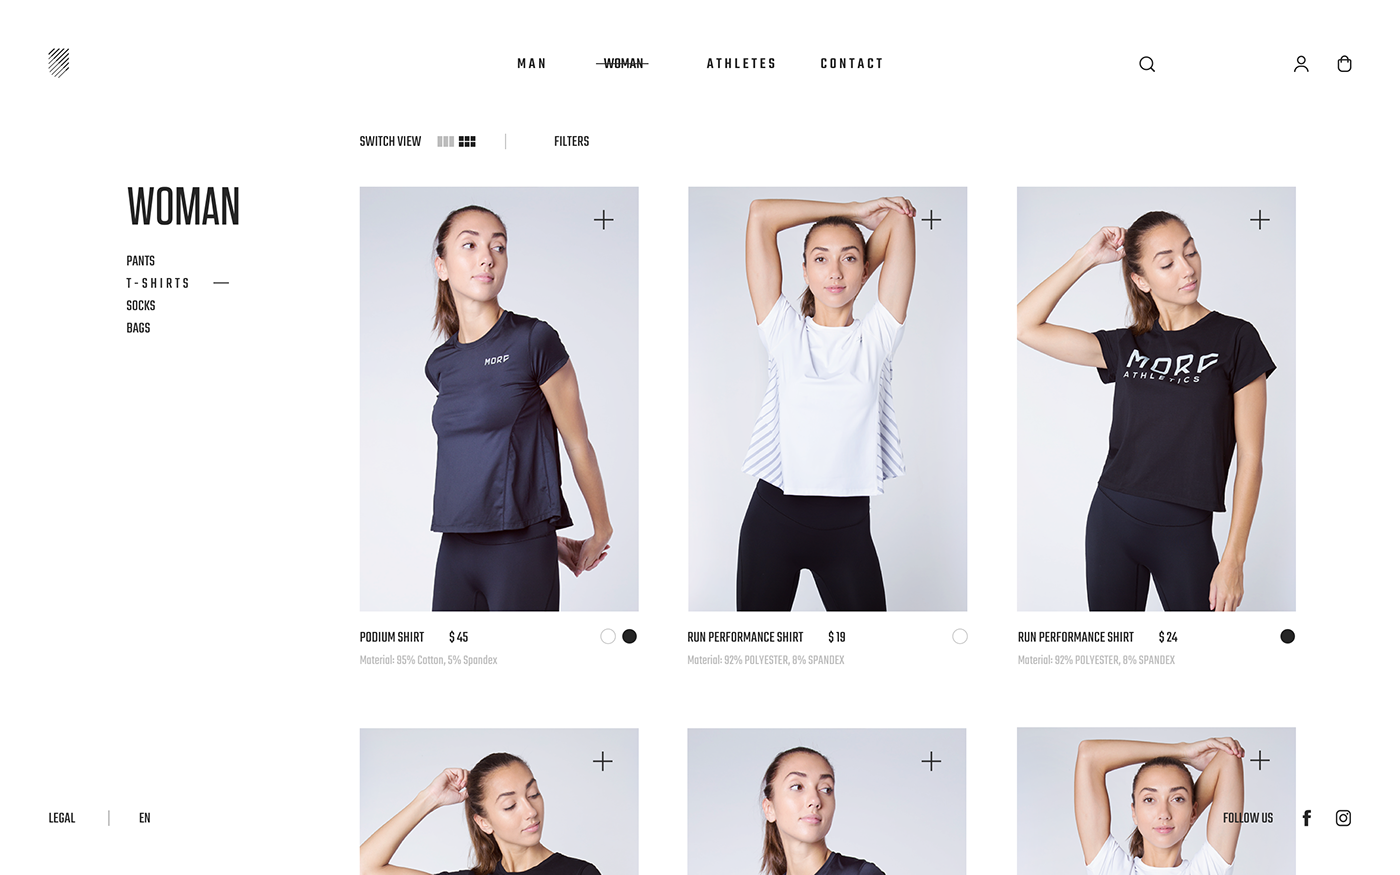 MAN
WOMAN
ATHLETES
CONTACT
SWITCH VIEW
FILTERS
WOMAN
PANTS
T-SHIRTS
SOCKS
BAGS
MORE
MORE
ATHLETICS
PODIUM SHIRT $ 45
Material: 95% Cotton, 5% Spandex
RUN PERFORMANCE SHIRT $ 19
Material: 92% POLYESTER, 8% SPANDEX
RUN PERFORMANCE SHIRT $ 24
Material: 92% POLYESTER, 8% SPANDEX
LEGAL
EN
FOLLOW US